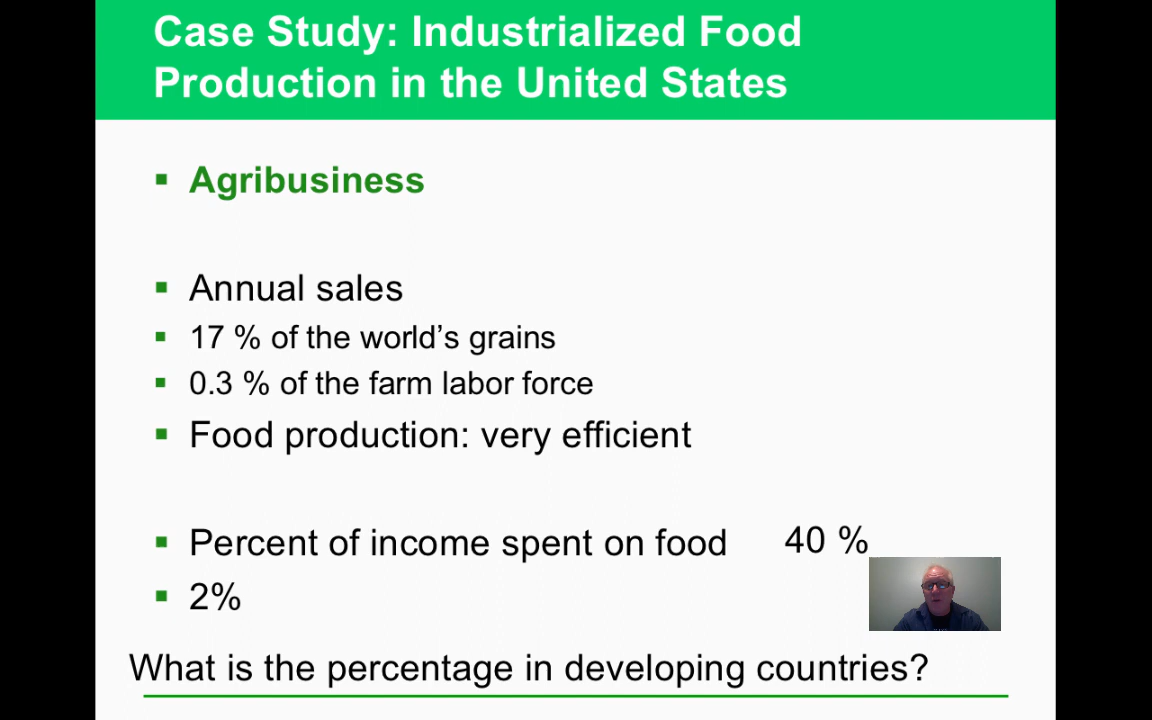 Case Study: Industrialized Food
Production in the United States
Agribusiness
Annual sales
17 % of the world’s grains
0.3 % of the farm labor force
Food production: very efficient
Percent of income spent on food 40 %
2%
What is the percentage in developing countries?